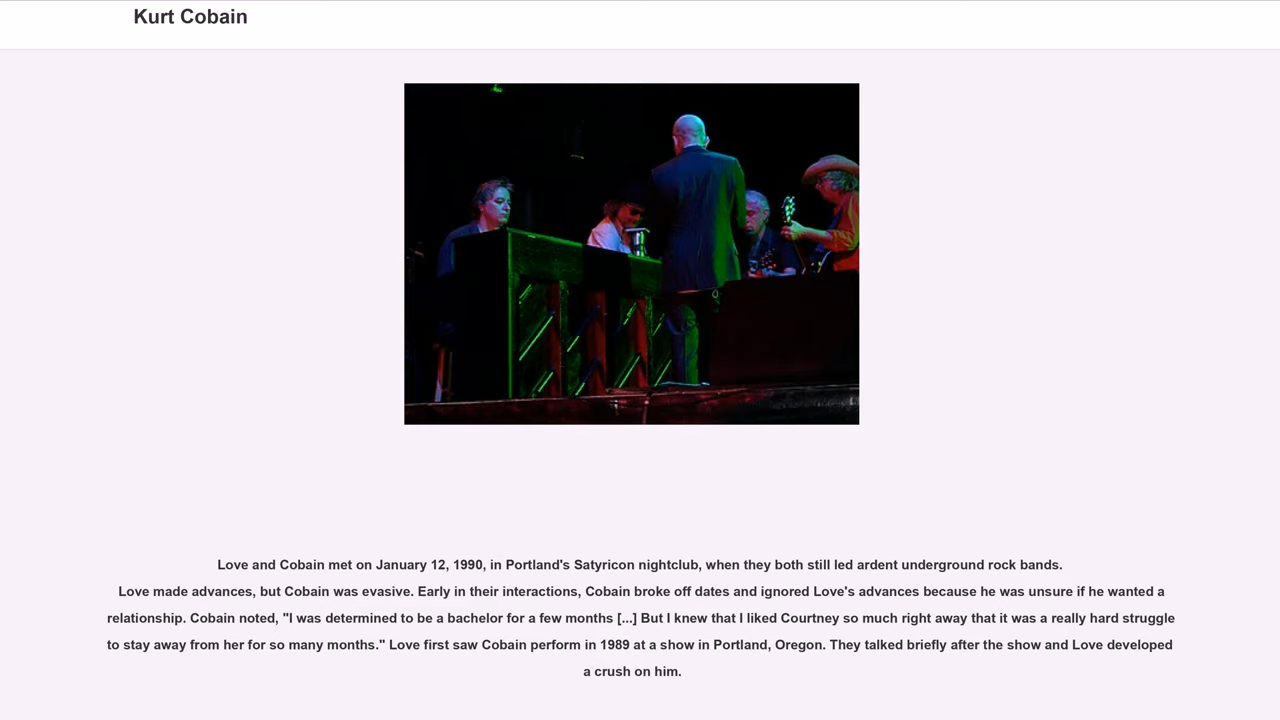 Kurt Cobain
Love and Cobain met on January 12, 1990, in Portland's Satyricon nightclub, when they both still led ardent underground rock bands.
Love made advances, but Cobain was evasive. Early in their interactions, Cobain broke off dates and ignored Love's advances because he was unsure if he wanted a
relationship. Cobain noted, "I was determined to be a bachelor for a few months [...] But I knew that I liked Courtney so much right away that it was a really hard struggle
to stay away from her for so many months." Love first saw Cobain perform in 1989 at a show in Portland, Oregon. They talked briefly after the show and Love developed
a crush on him.